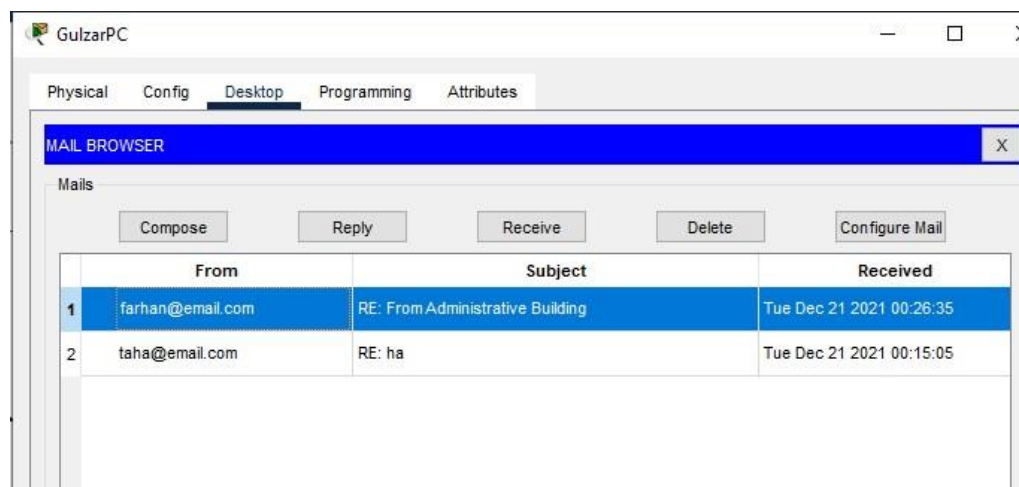 GulzarPC
Physical Config Desktop Programming Attributes
MAIL BROWSER X
Mails
Compose Reply Receive Delete Configure Mail
From Subject Received
1 farhan@email.com RE: From Administrative Building Tue Dec 21 2021 00:26:35
2 taha@email.com RE: ha Tue Dec 21 2021 00:15:05